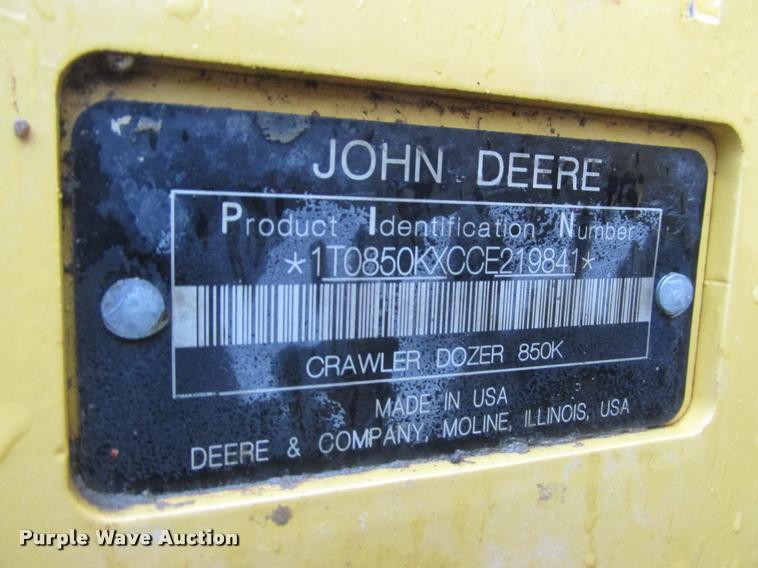 JOHN DEERE
Product Identification Number
*1T0850KXCCE219841*
CRAWLER DOZER 850K
MADE IN USA
DEERE & COMPANY, MOLINE, ILLINOIS, USA
Purple Wave Auction